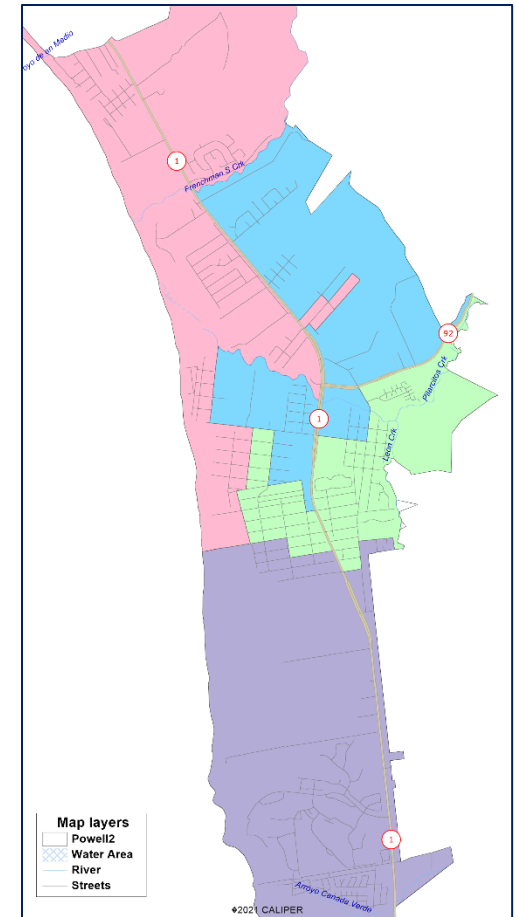 oyo de en Medio
1
Frenchman S Crk
92
Pilarcitos Crk
1
Leon Crk
1
Map layers
Powell2
Water Area
River
Streets
Arroyo Canada Verde
�2021 CALIPER